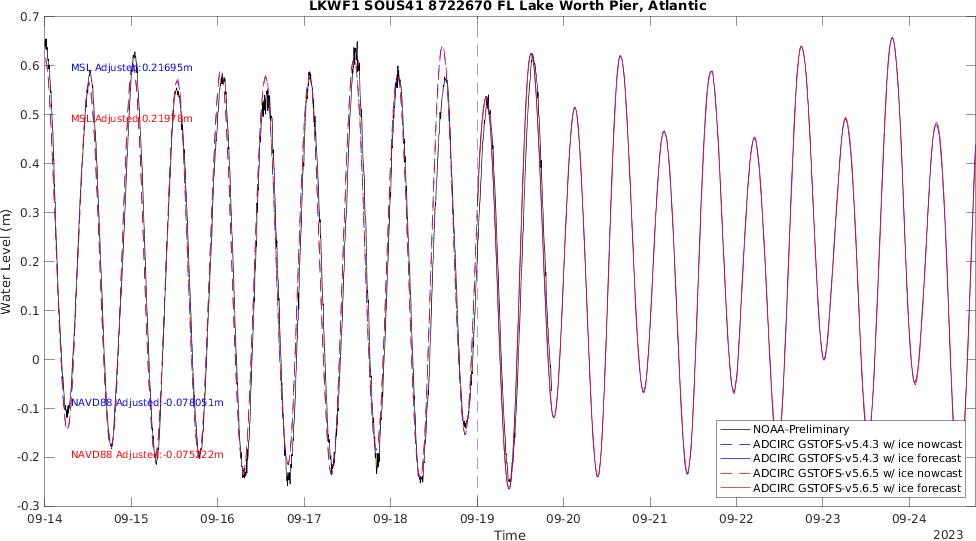 LKWF1 SOUS41 8722670 FL Lake Worth Pier, Atlantic
0.7
0.6
0.5
0.4
0.3
0.2
0.1
0
-0.1
-0.2
-0.3
Water Level (m)
MSL Adjusted:0.21695m
MSL Adjusted:0.21978m
NAVD88 Adjusted:-0.078051m
NAVD88 Adjusted:-0.075222m
NOAA-Preliminary
ADCIRC GSTOFS-v5.4.3 w/ ice nowcast
ADCIRC GSTOFS-v5.4.3 w/ ice forecast
ADCIRC GSTOFS-v5.6.5 w/ ice nowcast
ADCIRC GSTOFS-v5.6.5 w/ ice forecast
09-14 09-15 09-16 09-17 09-18 09-19 09-20 09-21 09-22 09-23 09-24
Time
2023